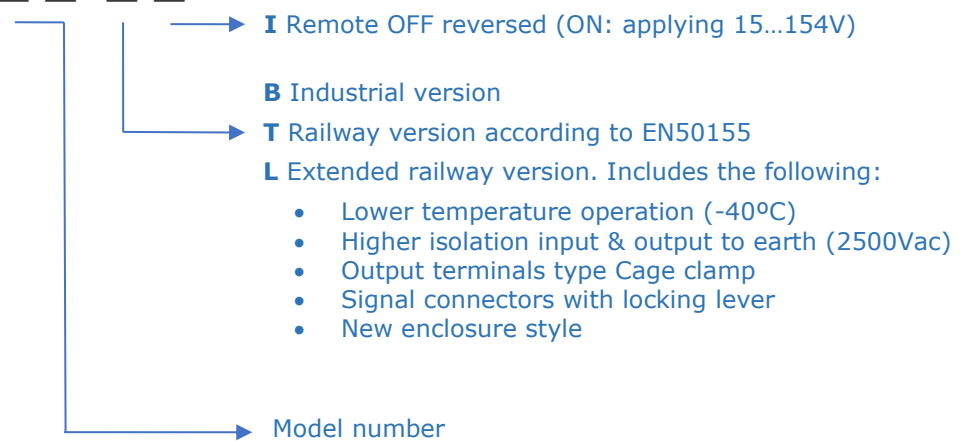 I Remote OFF reversed (ON: applying 15…154V)
B Industrial version
T Railway version according to EN50155
L Extended railway version. Includes the following:
• Lower temperature operation (-40ºC)
• Higher isolation input & output to earth (2500Vac)
• Output terminals type Cage clamp
• Signal connectors with locking lever
• New enclosure style
Model number